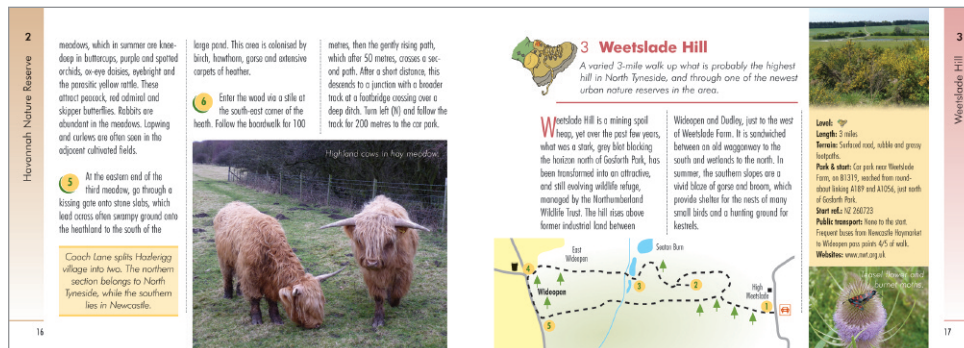 2
Havannah Nature Reserve
meadows, which in summer are knee-
deep in buttercups, purple and spotted
orchids, ox-eye daisies, eyebright and
the parasitic yellow rattle. These
attract peacock, red admiral and
skipper butterflies. Rabbits are
abundant in the meadows. Lapwing
and curlews are often seen in the
adjacent cultivated fields.
5 At the eastern end of the
third meadow, go through a
kissing gate onto stone slabs, which
lead across often swampy ground onto
the heathland to the south of the
Coach Lane splits Hazlerigg
village into two. The northern
section belongs to North
Tyneside, while the southern
lies in Newcastle.
16
large pond. This area is colonised by
birch, hawthorn, gorse and extensive
carpets of heather.
6 Enter the wood via a stile at
the south-east corner of the
heath. Follow the boardwalk for 100
metres, then the gently rising path,
which after 50 metres, crosses a sec-
ond path. After a short distance, this
descends to a junction with a broader
track at a footbridge crossing over a
deep ditch. Turn left (N) and follow the
track for 200 metres to the car park.
Highland cows in hay meadow
3 Weetslade Hill
A varied 3-mile walk up what is probably the highest
hill in North Tyneside, and through one of the newest
urban nature reserves in the area.
Weetslade Hill is a mining spoil
heap, yet over the past few years,
what was a stark, grey blot blocking
the horizon north of Gosforth Park, has
been transformed into an attractive,
and still evolving wildlife refuge,
managed by the Northumberland
Wildlife Trust. The hill rises above
former industrial land between
Wideopen and Dudley, just to the west
of Weetslade Farm. It is sandwiched
between an old waggonway to the
south and wetlands to the north. In
summer, the southern slopes are a
vivid blaze of gorse and broom, which
provide shelter for the nests of many
small birds and a hunting ground for
kestrels.
East
Wideopen
Seaton Burn
4
Wideopen
3
2
High
Weetslade
1
5
Level:
Length: 3 miles
Terrain: Surfaced road, rubble and grassy
footpaths.
Park & start: Car park near Weetslade
Farm, on B1319, reached from round-
about linking A189 and A1056, just north
of Gosforth Park.
Start ref.: NZ 260723
Public transport: None to the start.
Frequent buses from Newcastle Haymarket
to Wideopen pass points 4/5 of walk.
Websites: www.nwt.org.uk
Teasel flower and
burnet moths.
3
Weetslade Hill
17